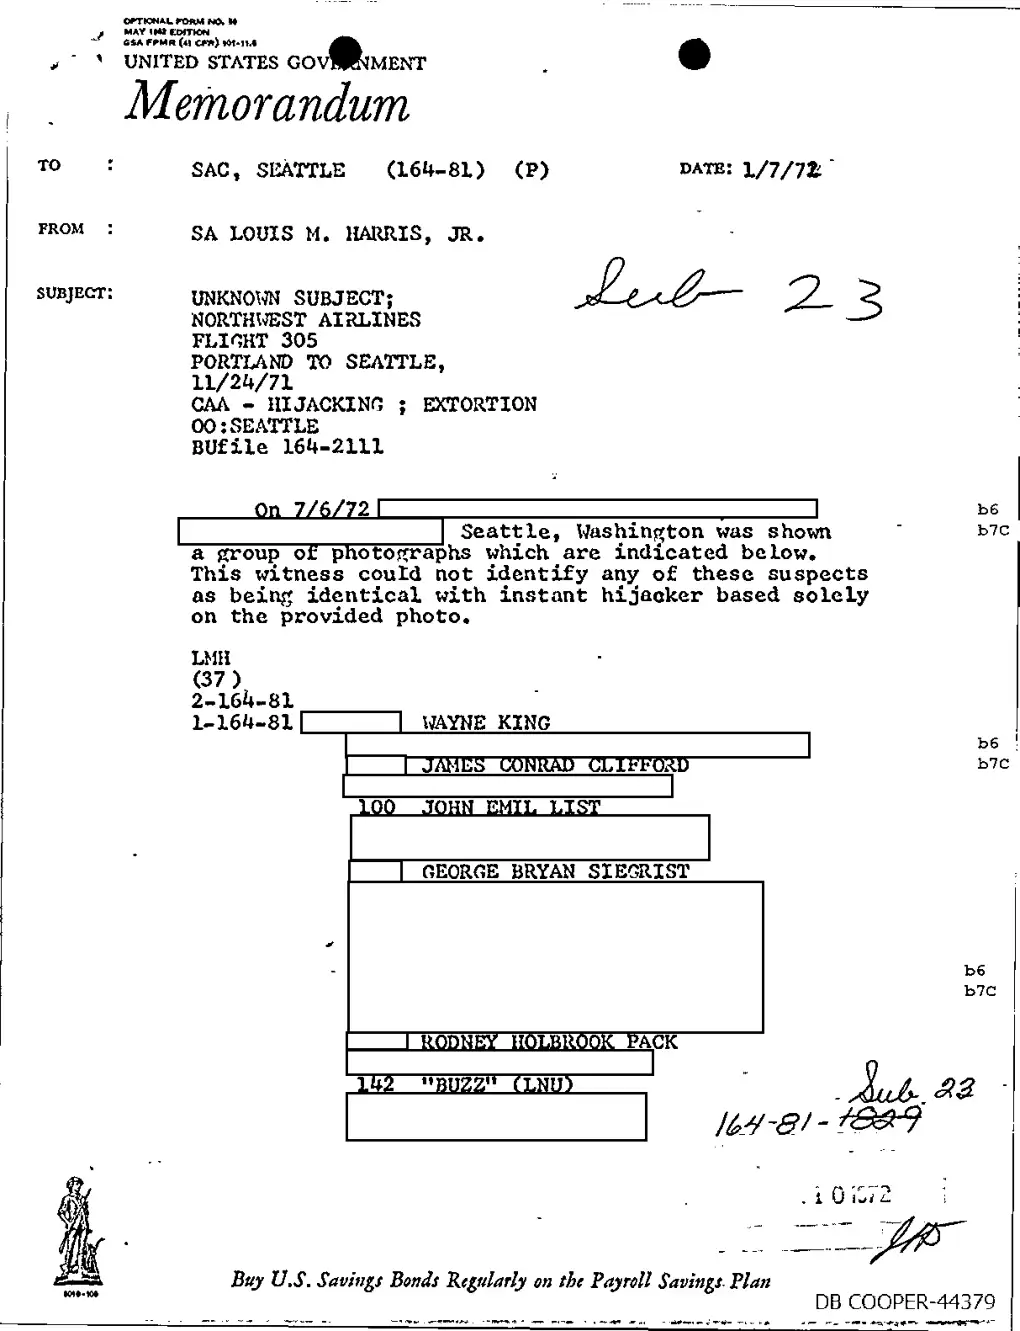 OPTIONAL FORM NO. 10
MAY 1962 EDITION
GSA FPMR (41 CFR) 101-11.6
UNITED STATES GOVERNMENT
Memorandum
TO : SAC, SEATTLE (164-81) (P) DATE: 1/7/72
FROM : SA LOUIS M. HARRIS, JR.
SUBJECT: UNKNOWN SUBJECT;
Sub 23
NORTHWEST AIRLINES
FLIGHT 305
PORTLAND TO SEATTLE,
11/24/71
CAA - HIJACKING ; EXTORTION
OO:SEATTLE
BUfile 164-2111
On 7/6/72 b6
Seattle, Washington was shown b7C
a group of photographs which are indicated below.
This witness could not identify any of these suspects
as being identical with instant hijacker based solely
on the provided photo.
LMH
(37)
2-164-81
1-164-81 WAYNE KING
b6
JAMES CONRAD CLIFFORD b7C
100 JOHN EMIL LIST
GEORGE BRYAN SIEGRIST
b6
b7C
RODNEY HOLBROOK PACK
142 "BUZZ" (LNU)
Sub. 23
164-81-1829
Buy U.S. Savings Bonds Regularly on the Payroll Savings Plan
5010-108
DB COOPER-44379